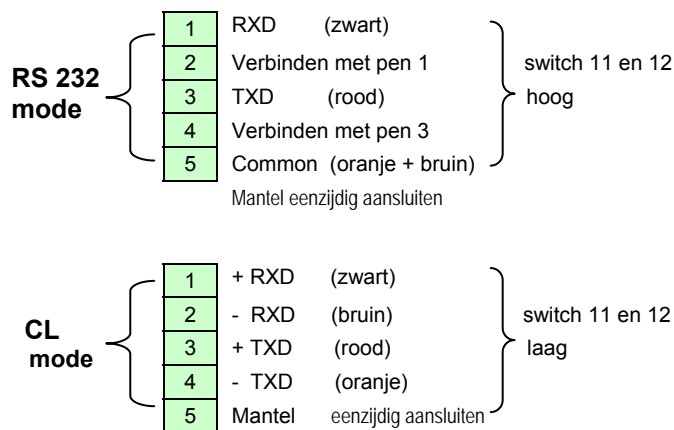 RS 232
mode
1 RXD (zwart)
2 Verbinden met pen 1
3 TXD (rood)
4 Verbinden met pen 3
5 Common (oranje + bruin)
Mantel eenzijdig aansluiten
switch 11 en 12
hoog
CL
mode
1 + RXD (zwart)
2 - RXD (bruin)
3 + TXD (rood)
4 - TXD (oranje)
5 Mantel eenzijdig aansluiten
switch 11 en 12
laag